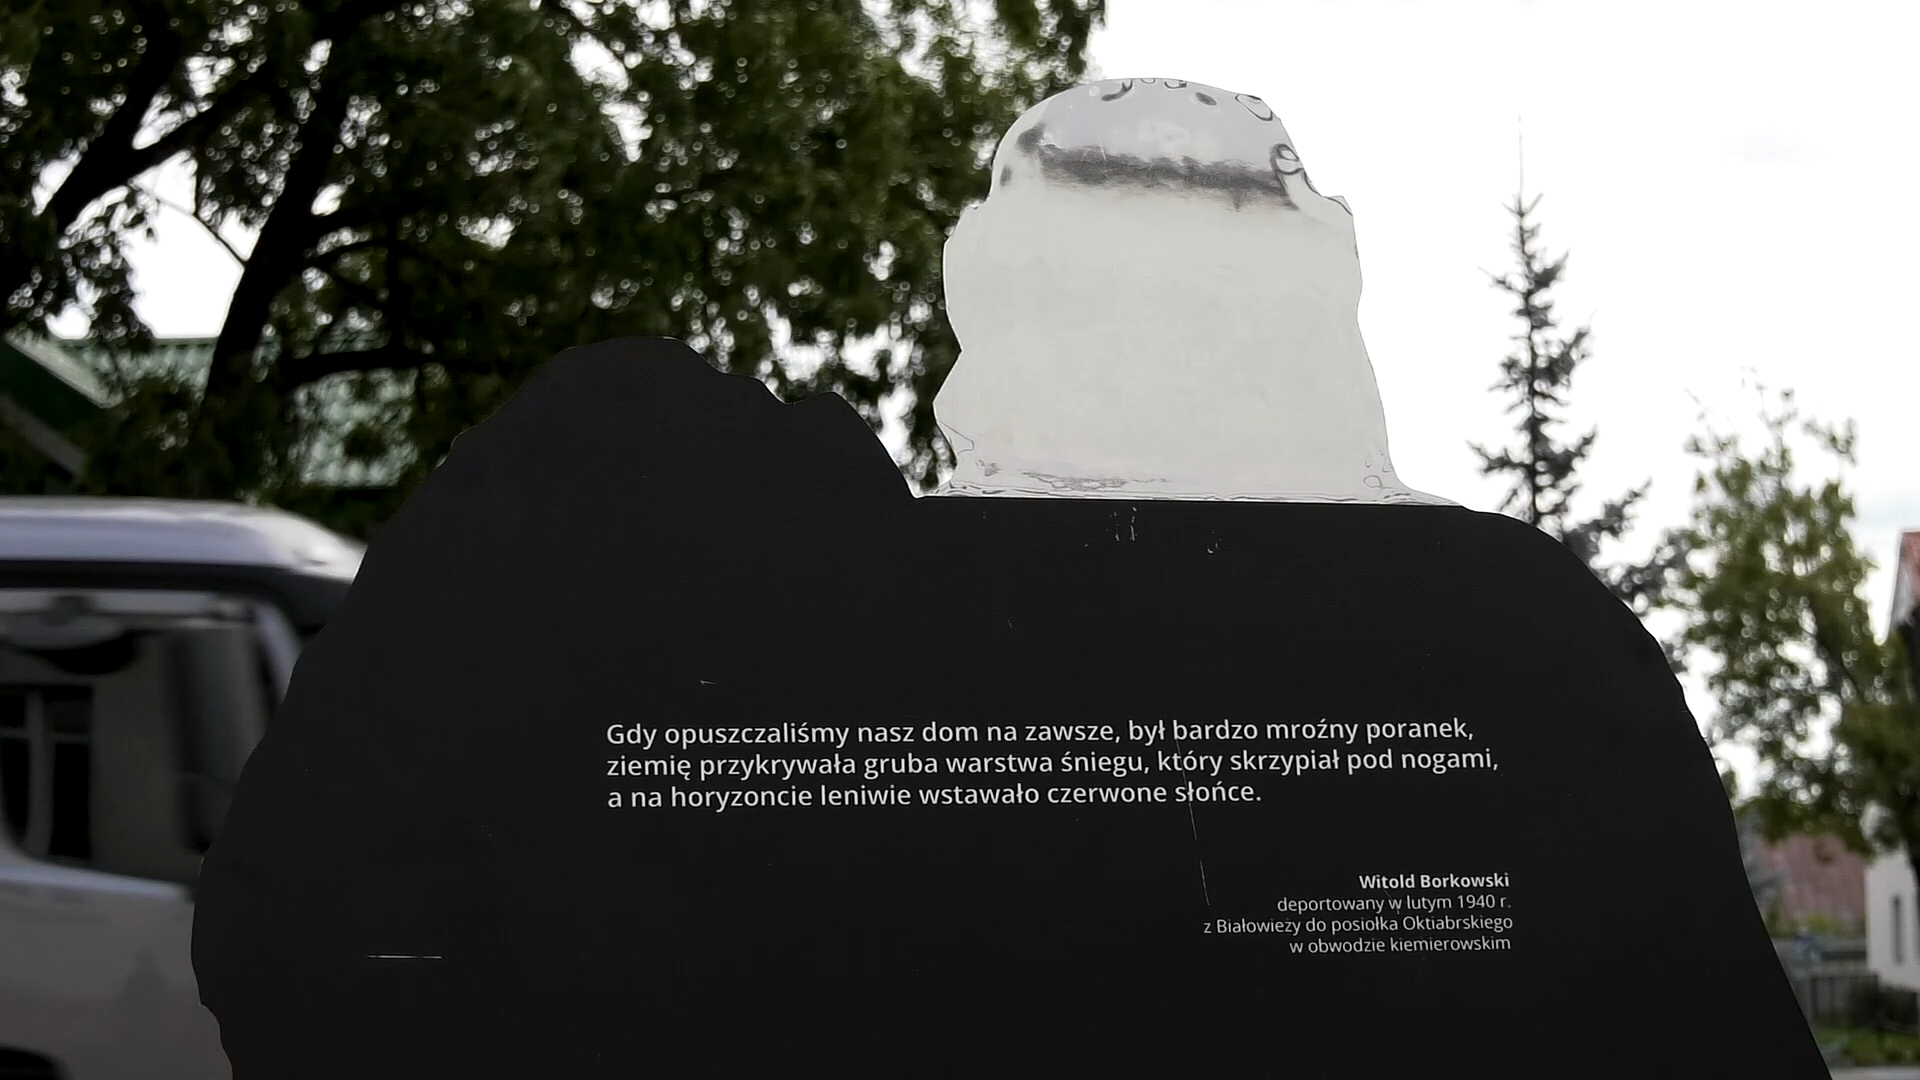 Gdy opuszczaliśmy nasz dom na zawsze, był bardzo mroźny poranek,
ziemię przykrywała gruba warstwa śniegu, który skrzypiał pod nogami,
a na horyzoncie leniwie wstawało czerwone słońce.
Witold Borkowski
deportowany w lutym 1940 r.
z Białowieży do posiołka Oktiabrskiego
w obwodzie kiemierowskim